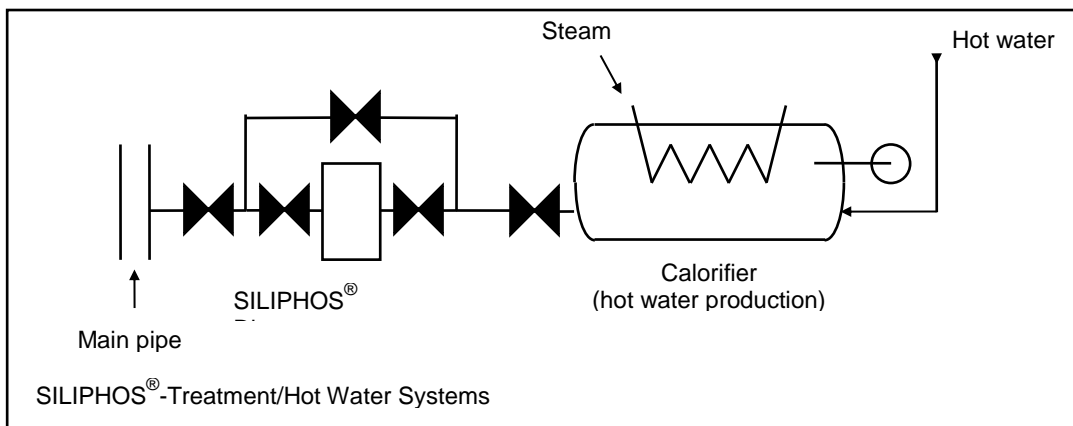 Steam
Hot water
SILIPHOS®
Calorifier
(hot water production)
Main pipe
SILIPHOS®-Treatment/Hot Water Systems